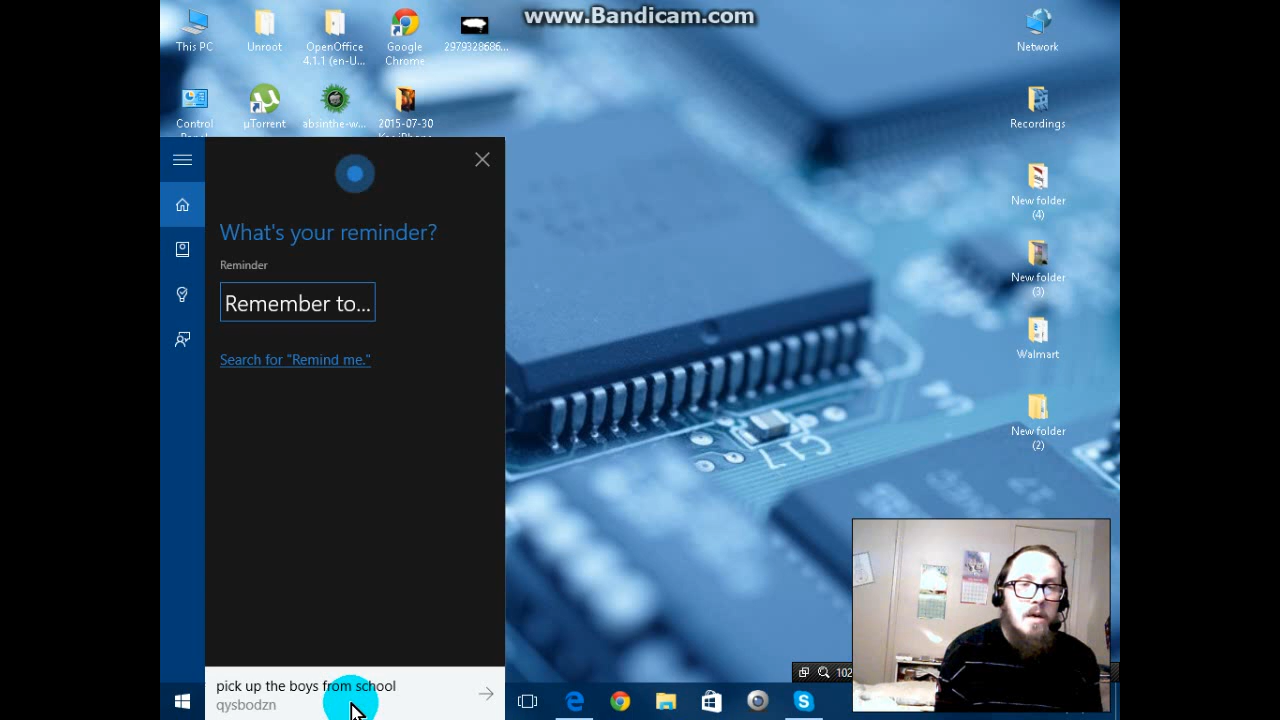 www.Bandicam.com
This PC
Unroot
OpenOffice
4.1.1 (en-U...
Google
Chrome
2979328686...
Network
Control
µTorrent
absinthe-w...
2015-07-30
Recordings
What's your reminder?
Reminder
Remember to...
Search for "Remind me."
New folder
(4)
New folder
(3)
Walmart
New folder
(2)
C17
pick up the boys from school
qysbodzn
102